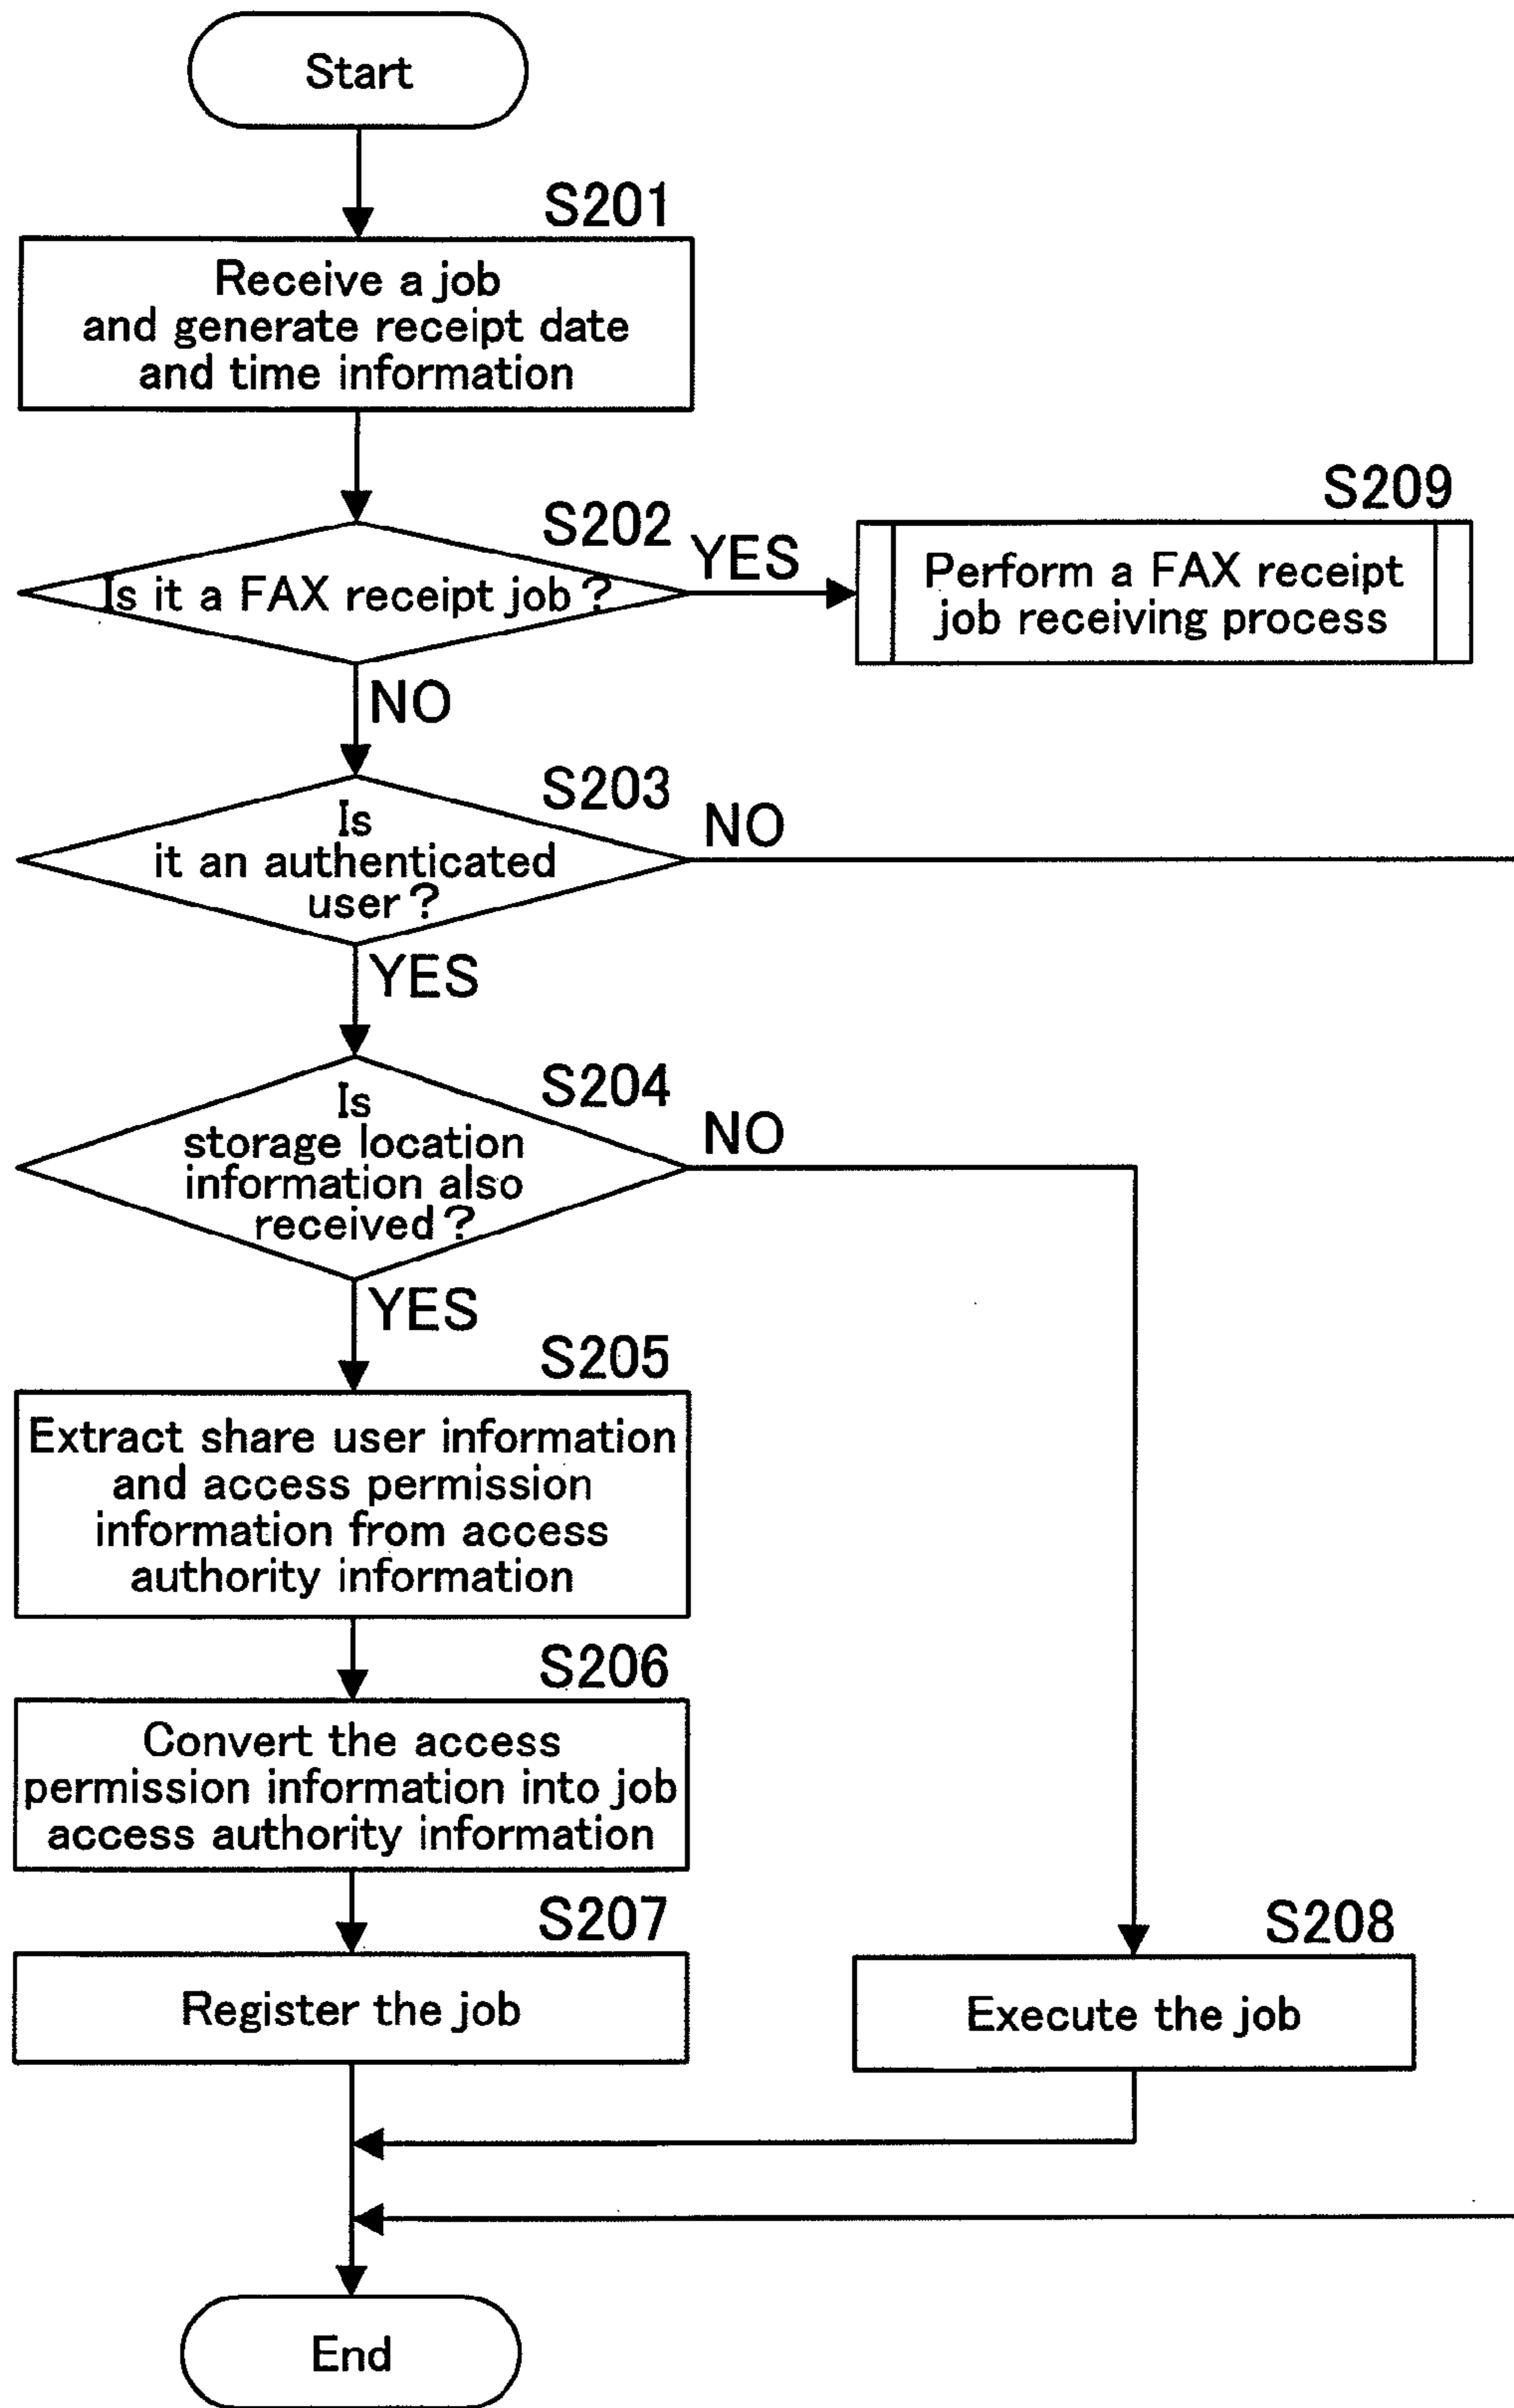 Start
S201
Receive a job
and generate receipt date
and time information
S202
Is it a FAX receipt job?
YES
S209
Perform a FAX receipt
job receiving process
NO
S203
Is
it an authenticated
user?
NO
YES
S204
Is
storage location
information also
received?
NO
YES
S205
Extract share user information
and access permission
information from access
authority information
S206
Convert the access
permission information into job
access authority information
S207
Register the job
S208
Execute the job
End